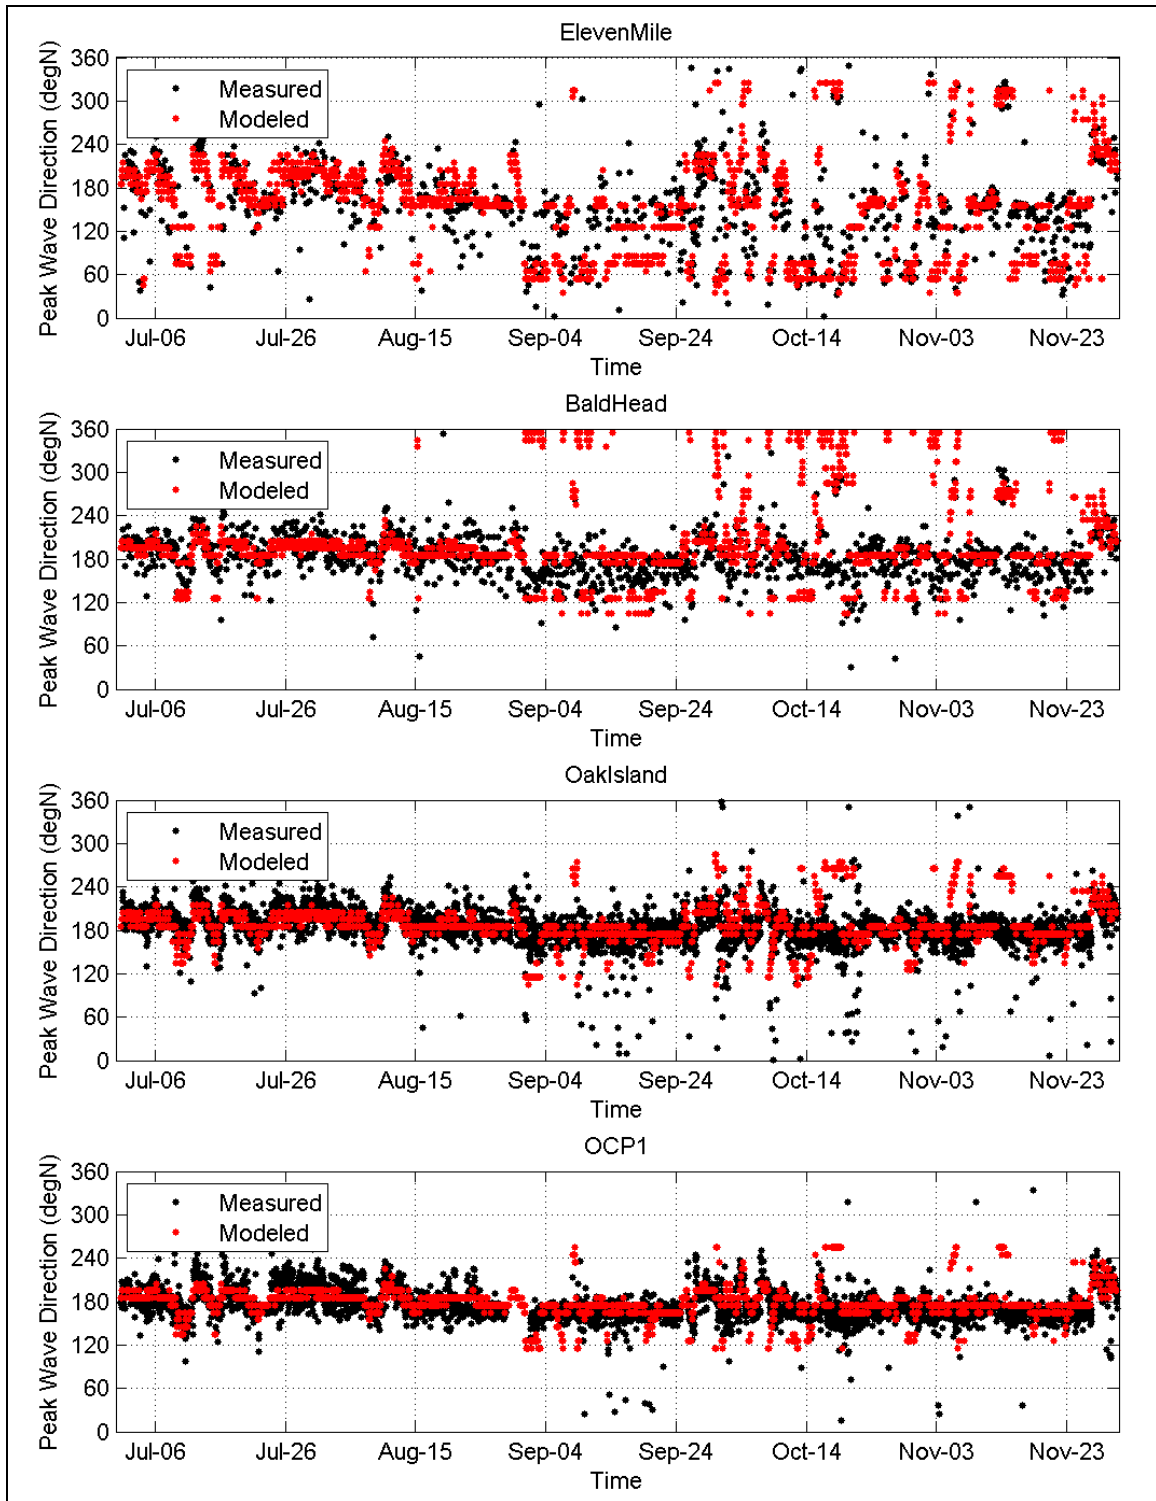 ElevenMile
Peak Wave Direction (degN)
360
300
240
180
120
60
0
Measured
Modeled
Jul-06 Jul-26 Aug-15 Sep-04 Sep-24 Oct-14 Nov-03 Nov-23
Time
BaldHead
Peak Wave Direction (degN)
360
300
240
180
120
60
0
Measured
Modeled
Jul-06 Jul-26 Aug-15 Sep-04 Sep-24 Oct-14 Nov-03 Nov-23
Time
OakIsland
Peak Wave Direction (degN)
360
300
240
180
120
60
0
Measured
Modeled
Jul-06 Jul-26 Aug-15 Sep-04 Sep-24 Oct-14 Nov-03 Nov-23
Time
OCP1
Peak Wave Direction (degN)
360
300
240
180
120
60
0
Measured
Modeled
Jul-06 Jul-26 Aug-15 Sep-04 Sep-24 Oct-14 Nov-03 Nov-23
Time